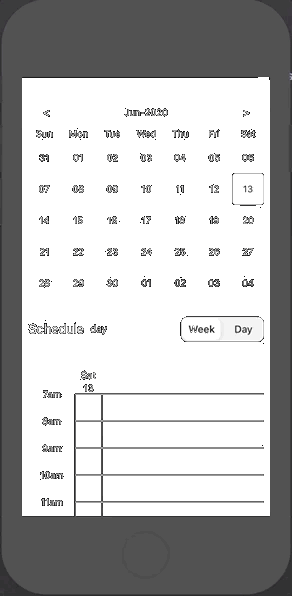 < Jun-2020 >
Sun Mon Tue Wed Thu Fri Sat
31 01 02 03 04 05 06
07 08 09 10 11 12 13
14 15 16 17 18 19 20
21 22 23 24 25 26 27
28 29 30 01 02 03 04
Schedule day Week Day
Sat
13
7am
8am
9am
10am
11am